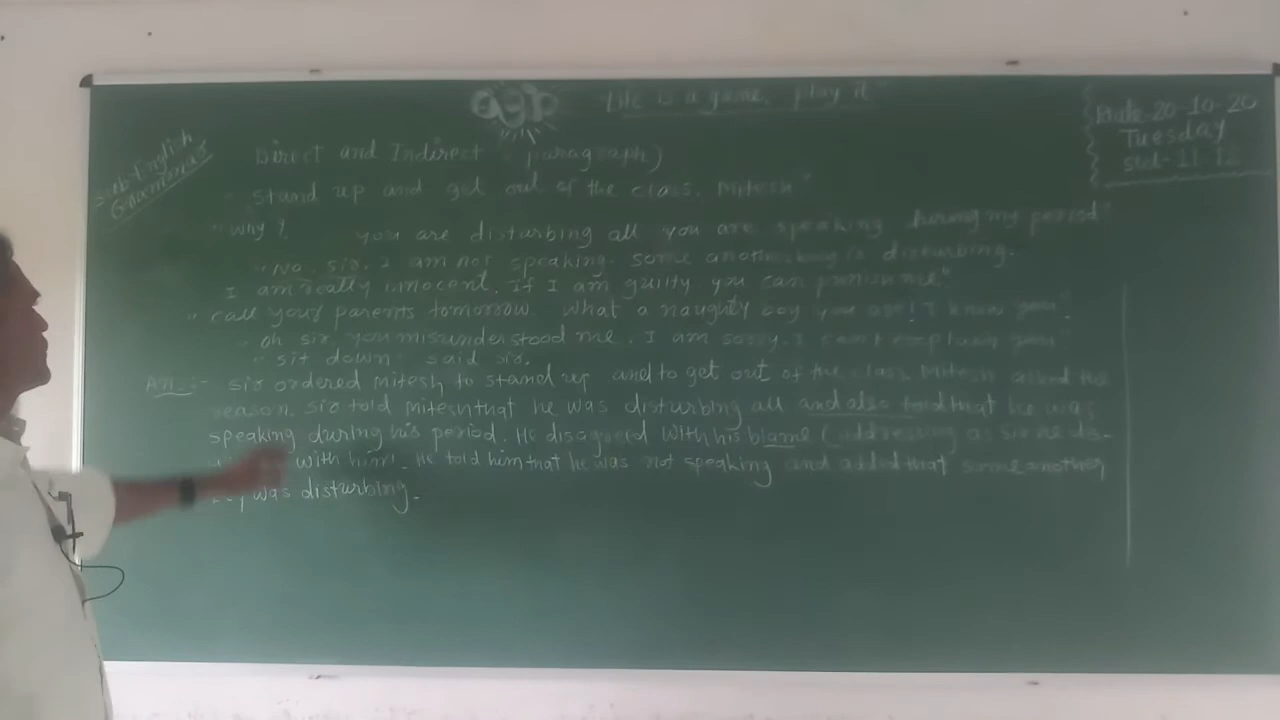 Life is a game, play it"
Date-20-10-20
Tuesday
Std-11-12
Sub-English
Grammar
Direct and Indirect (paragraph)
"Stand up and get out of the class, Mitesh"
"Why? You are disturbing all you are speaking during my period"
"No sir, I am not speaking. Some another boy is disturbing.
I am really innocent. If I am guilty you can punish me"
"Call your parents tomorrow. What a naughty boy you are! I know you".
"Oh sir you misunderstood me. I am sorry. I can't you"
"Sit down" said sir.
An :- Sir ordered Mitesh to stand up and to get out of the class. Mitesh asked the
reason. Sir told Mitesh that he was disturbing all and also told that he was
speaking during his period. He disagreed with his blame (addressing as Sir he dis-
with him). He told him that he was not speaking and added that some another
boy was disturbing.